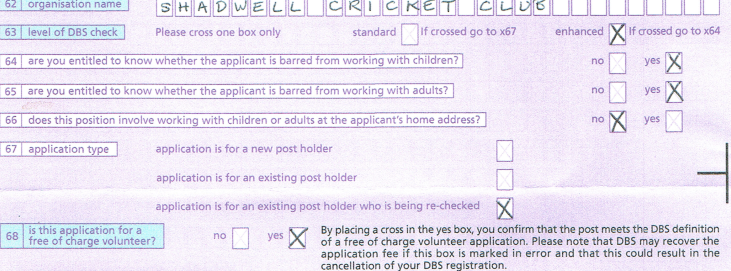 62 organisation name SHADWELL CRICKET CLUB
63 level of DBS check Please cross one box only standard If crossed go to x67 enhanced X If crossed go to x64
64 are you entitled to know whether the applicant is barred from working with children? no yes X
65 are you entitled to know whether the applicant is barred from working with adults? no yes X
66 does this position involve working with children or adults at the applicant's home address? no X yes
67 application type application is for a new post holder
application is for an existing post holder
application is for an existing post holder who is being re-checked X
68 is this application for a free of charge volunteer? no yes X
By placing a cross in the yes box, you confirm that the post meets the DBS definition
of a free of charge volunteer application. Please note that DBS may recover the
application fee if this box is marked in error and that this could result in the
cancellation of your DBS registration.